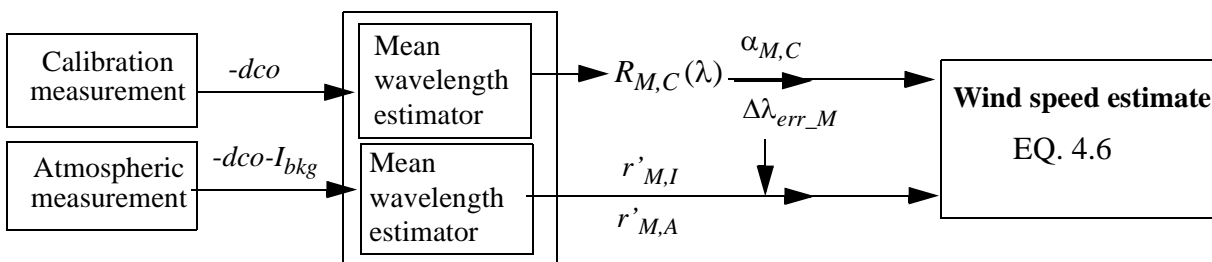 Calibration
measurement
-dco
Mean
wavelength
estimator
R_{M,C}(λ)
α_{M,C}
Δλ_{err_M}
Wind speed estimate
EQ. 4.6
Atmospheric
measurement
-dco-I_{bkg}
Mean
wavelength
estimator
r'_{M,I}
r'_{M,A}